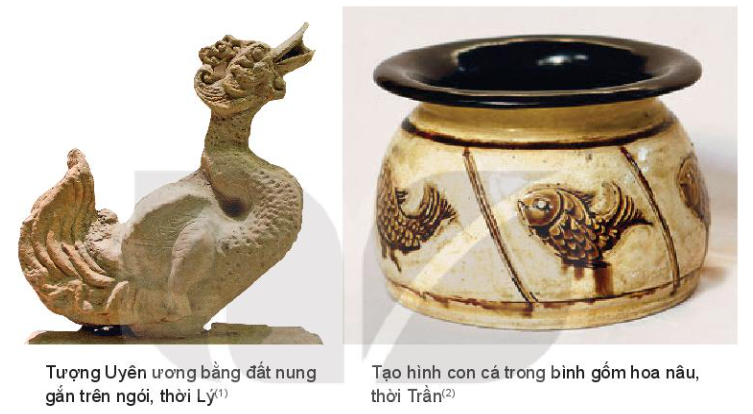 Tượng Uyên ương bằng đất nung
gắn trên ngói, thời Lý(1)
Tạo hình con cá trong bình gốm hoa nâu,
thời Trần(2)